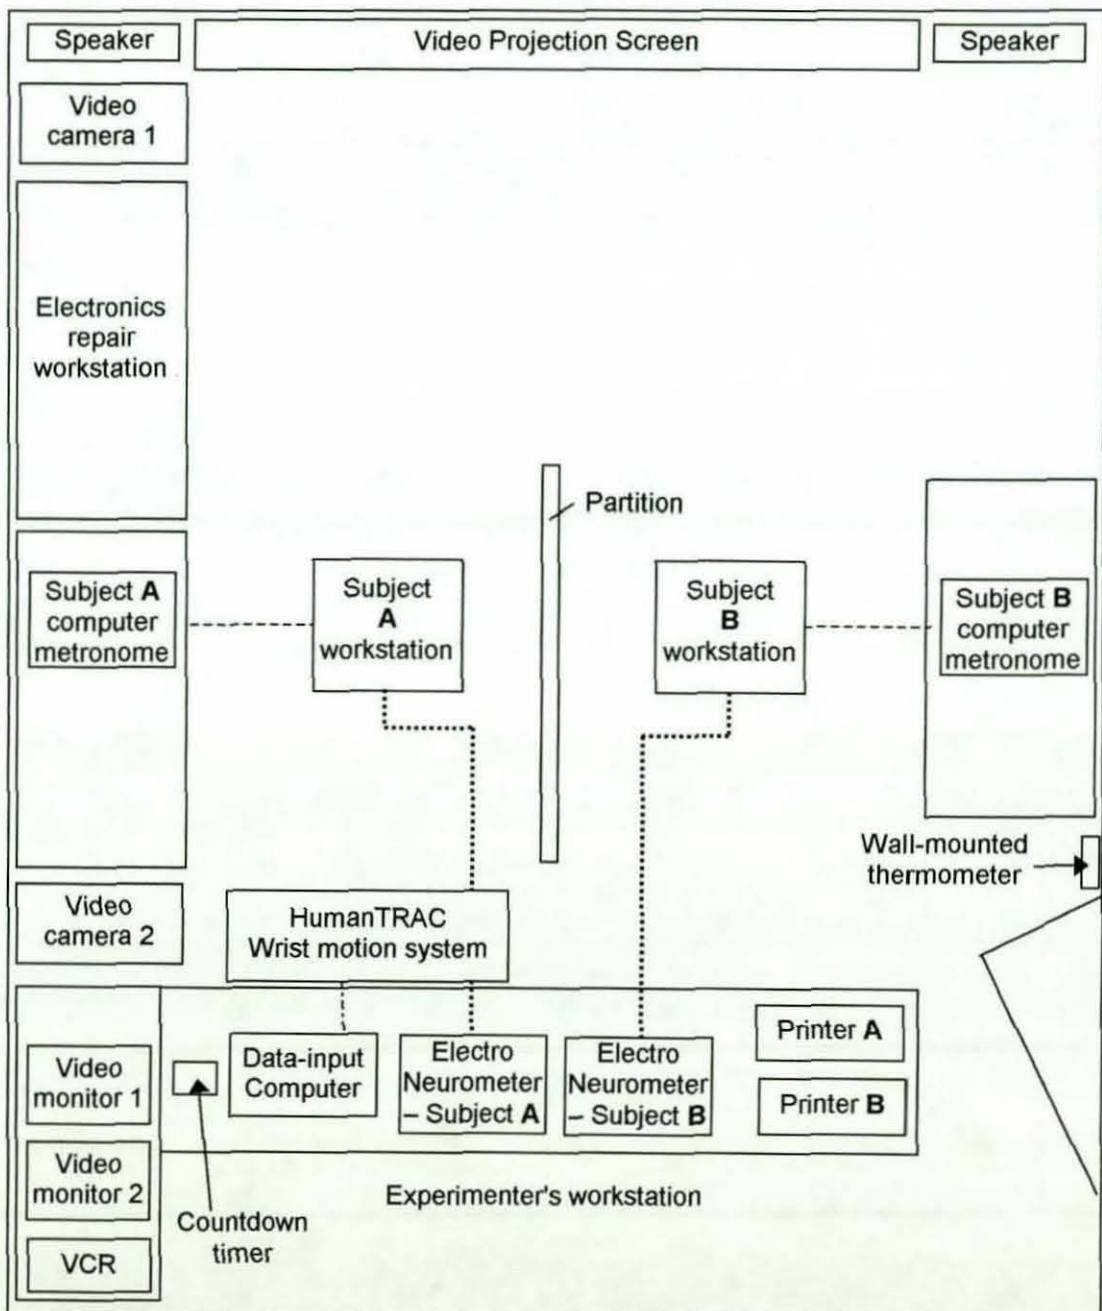 Speaker
Video Projection Screen
Speaker
Video
camera 1
Electronics
repair
workstation
Partition
Subject A
computer
metronome
Subject
A
workstation
Subject
B
workstation
Subject B
computer
metronome
Wall-mounted
thermometer
Video
camera 2
HumanTRAC
Wrist motion system
Video
monitor 1
Data-input
Computer
Electro
Neurometer
– Subject A
Electro
Neurometer
– Subject B
Printer A
Printer B
Video
monitor 2
Experimenter's workstation
Countdown
timer
VCR